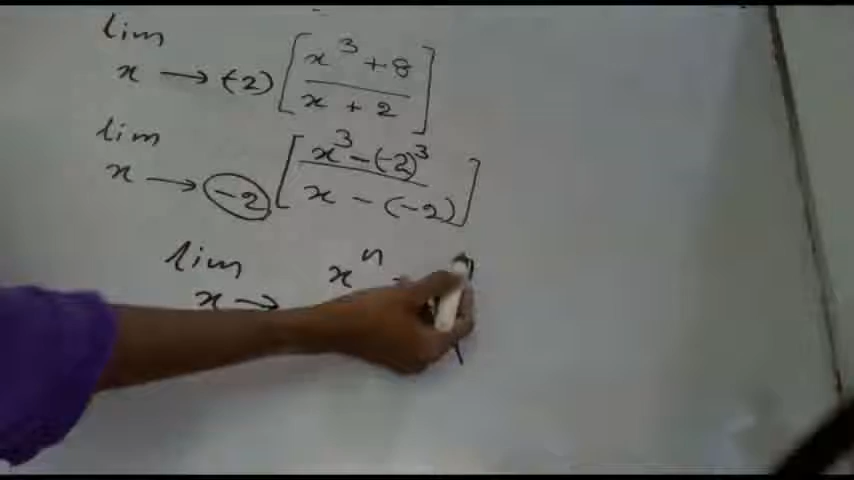 lim
x → (-2) [ x³ + 8 / x + 2 ]
lim
x → -2 [ x³ - (-2)³ / x - (-2) ]
lim
x → xⁿ -